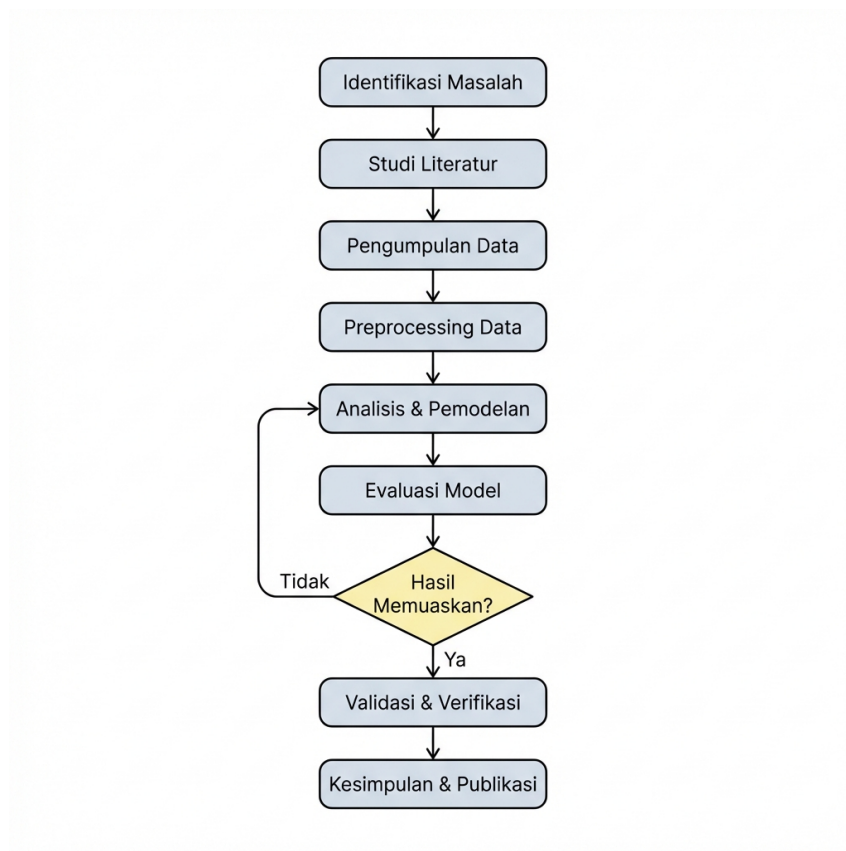 Identifikasi Masalah
Studi Literatur
Pengumpulan Data
Preprocessing Data
Analisis & Pemodelan
Evaluasi Model
Hasil
Memuaskan?
Tidak
Ya
Validasi & Verifikasi
Kesimpulan & Publikasi